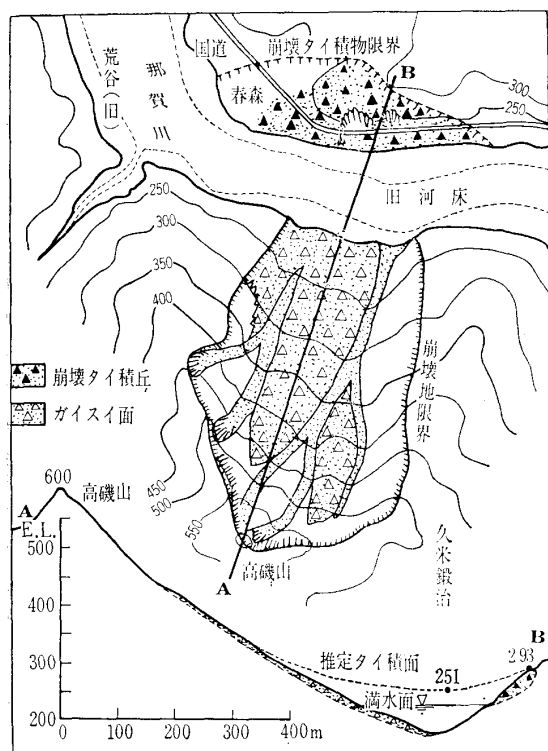 国道
崩壊タイ積物限界
B
300
250
春森
荒谷(旧)
那賀川
旧河床
250
300
350
400
450
500
550
崩壊地限界
崩壊タイ積丘
ガイスイ面
高磯山
A
久米鍛治
600
高磯山
A
E.L.
500
400
300
200
推定タイ積面
251
満水面
B
293
0
100
200
300
400m